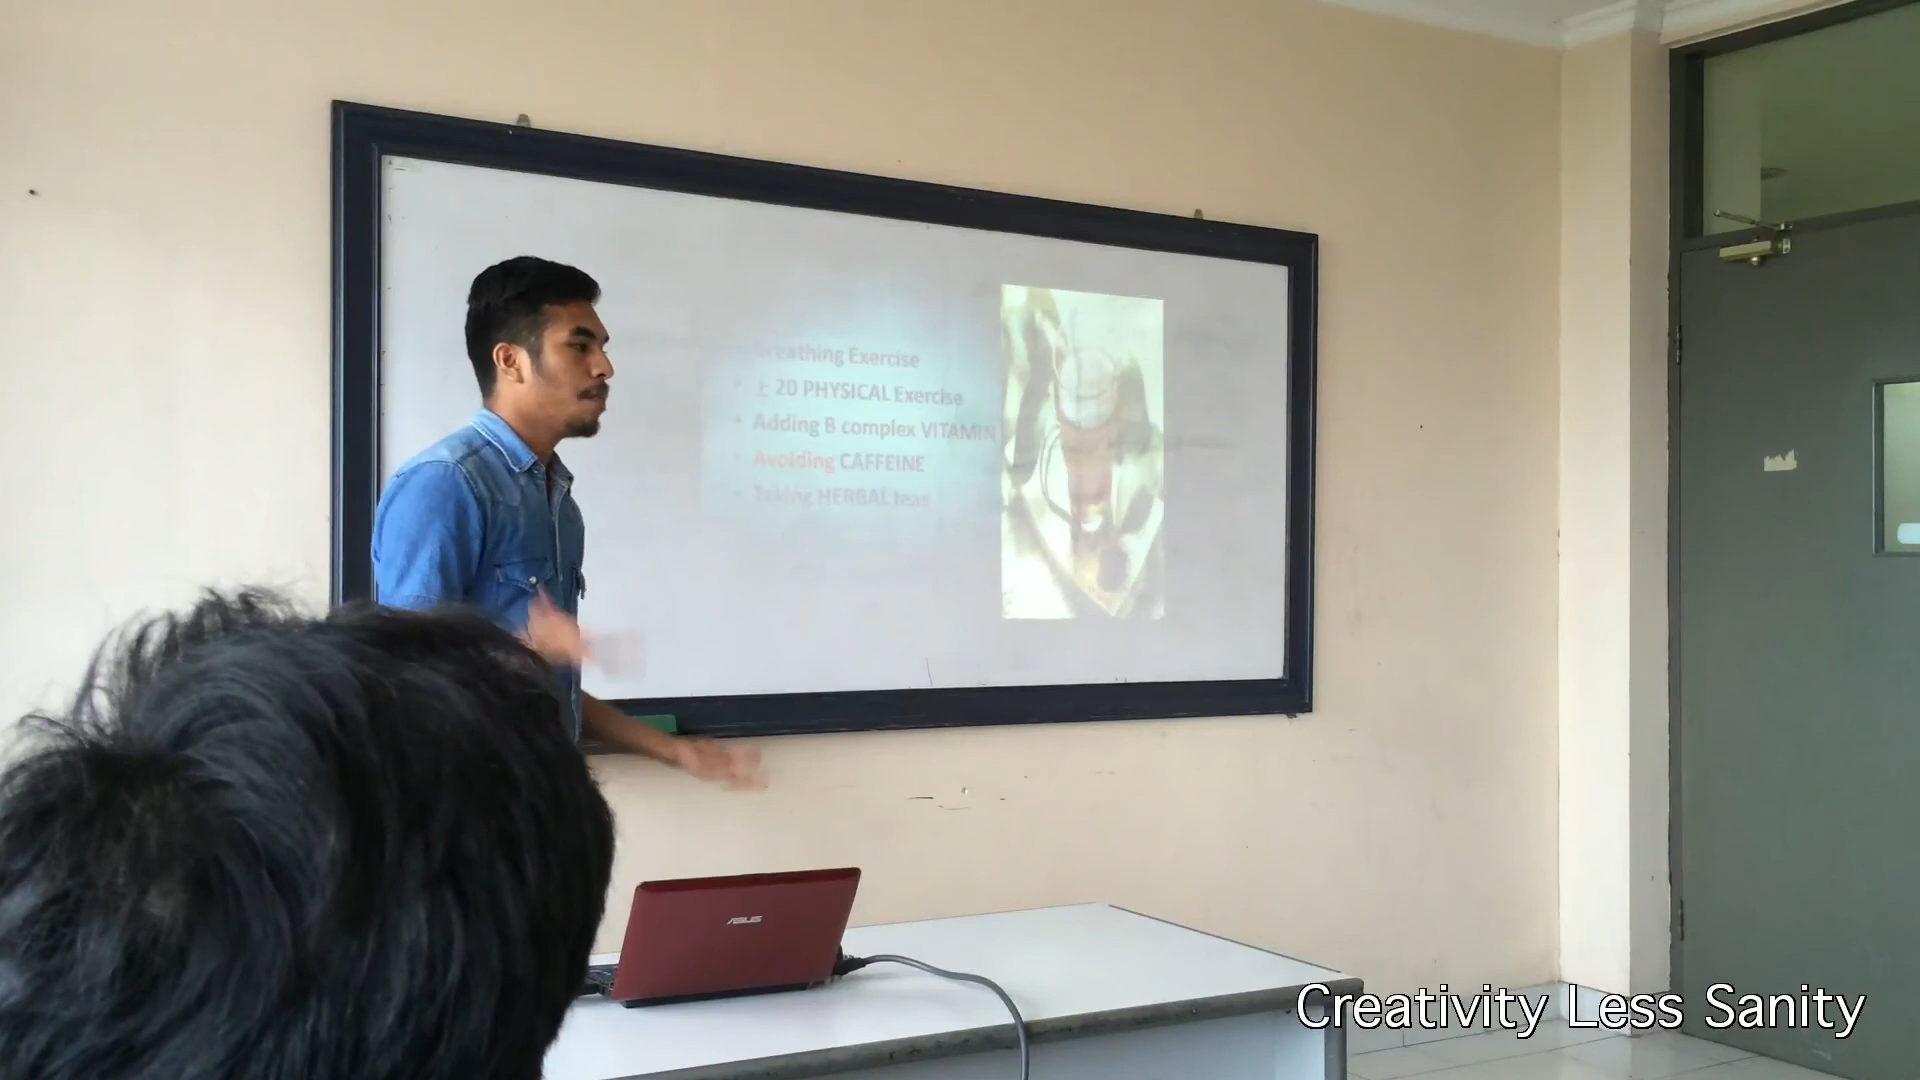 Breathing Exercise
± 20 PHYSICAL Exercise
Adding B complex VITAMIN
Avoiding CAFFEINE
Taking HERBAL teas
ASUS
Creativity Less Sanity